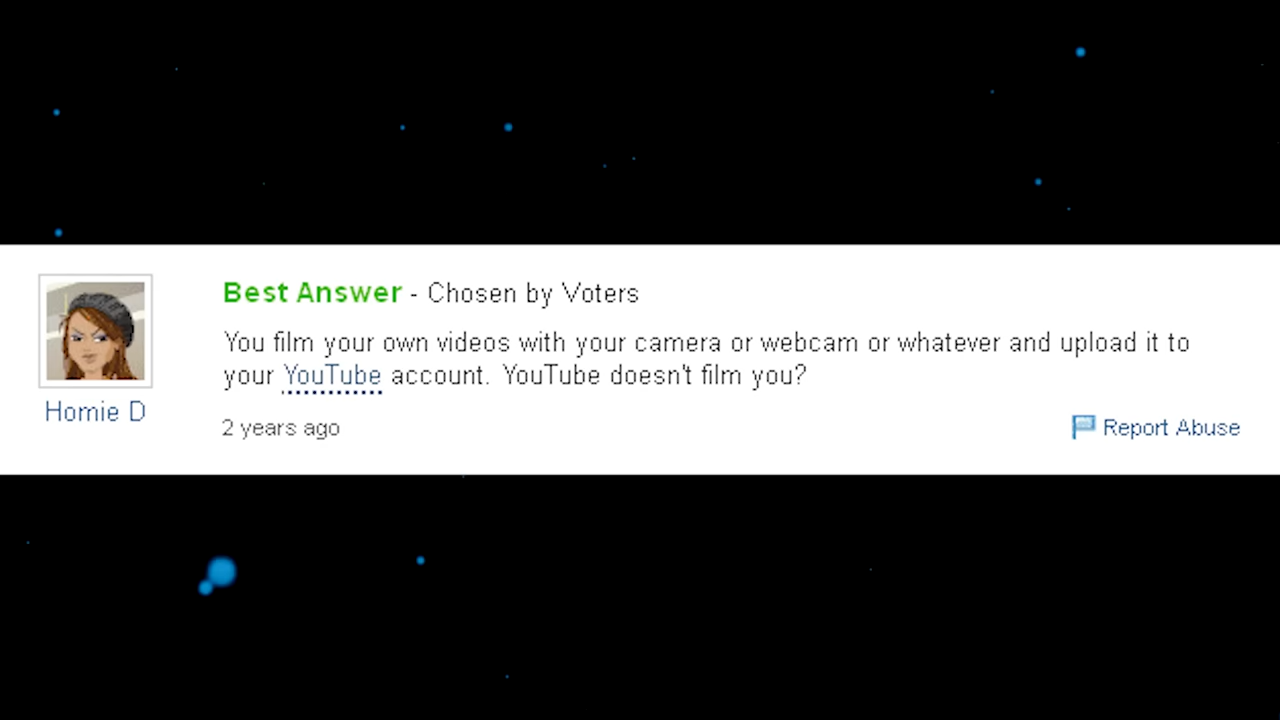 Best Answer - Chosen by Voters
You film your own videos with your camera or webcam or whatever and upload it to
your YouTube account. YouTube doesn't film you?
Homie D
2 years ago
Report Abuse